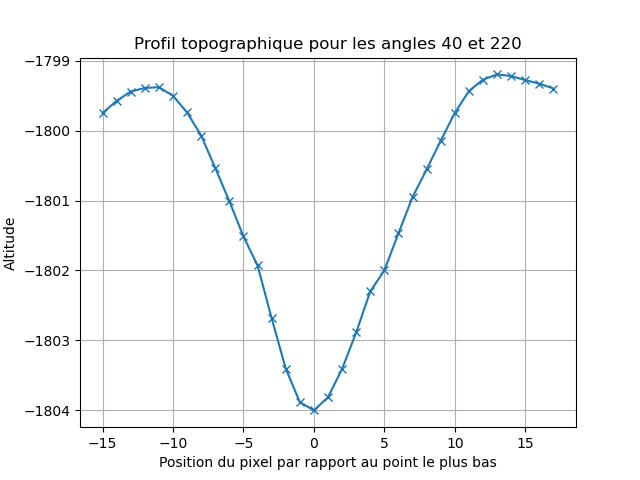 Profil topographique pour les angles 40 et 220
Altitude
−1799
−1800
−1801
−1802
−1803
−1804
−15 −10 −5 0 5 10 15
Position du pixel par rapport au point le plus bas